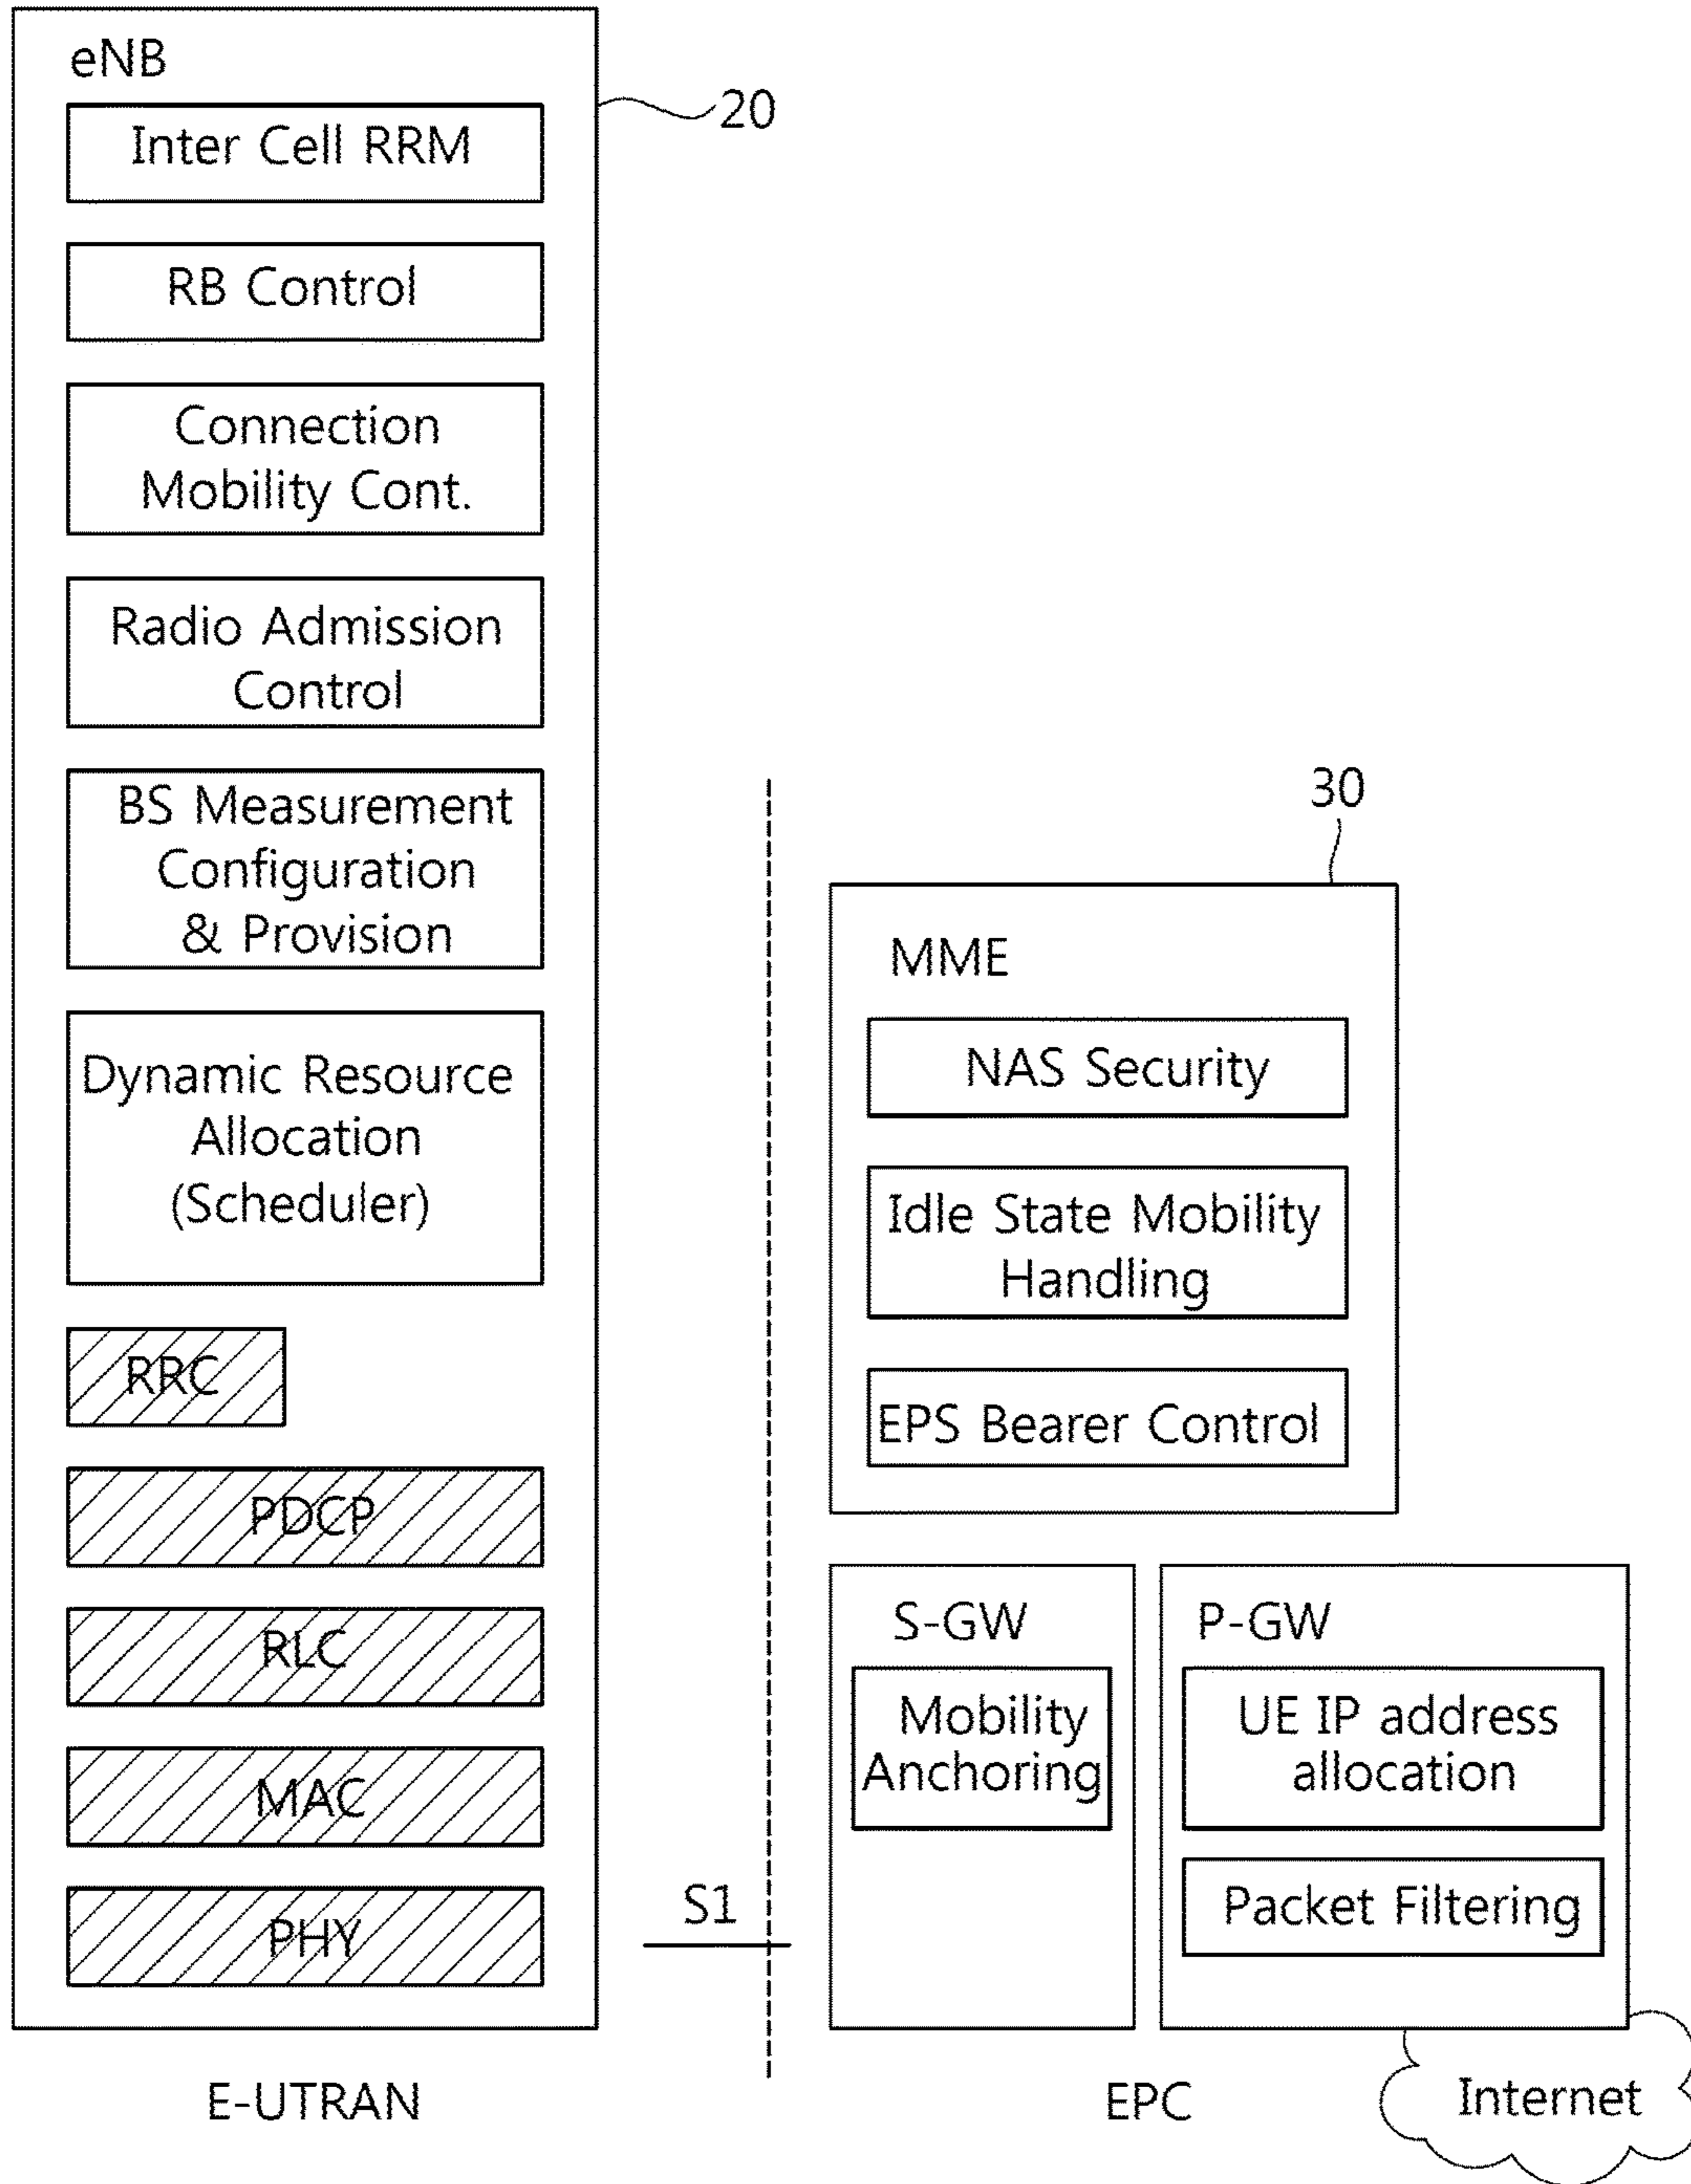 eNB
20
Inter Cell RRM
RB Control
Connection
Mobility Cont.
Radio Admission
Control
BS Measurement
Configuration
& Provision
Dynamic Resource
Allocation
(Scheduler)
RRC
PDCP
RLC
MAC
PHY
E-UTRAN
S1
30
MME
NAS Security
Idle State Mobility
Handling
EPS Bearer Control
S-GW
Mobility
Anchoring
P-GW
UE IP address
allocation
Packet Filtering
EPC
Internet